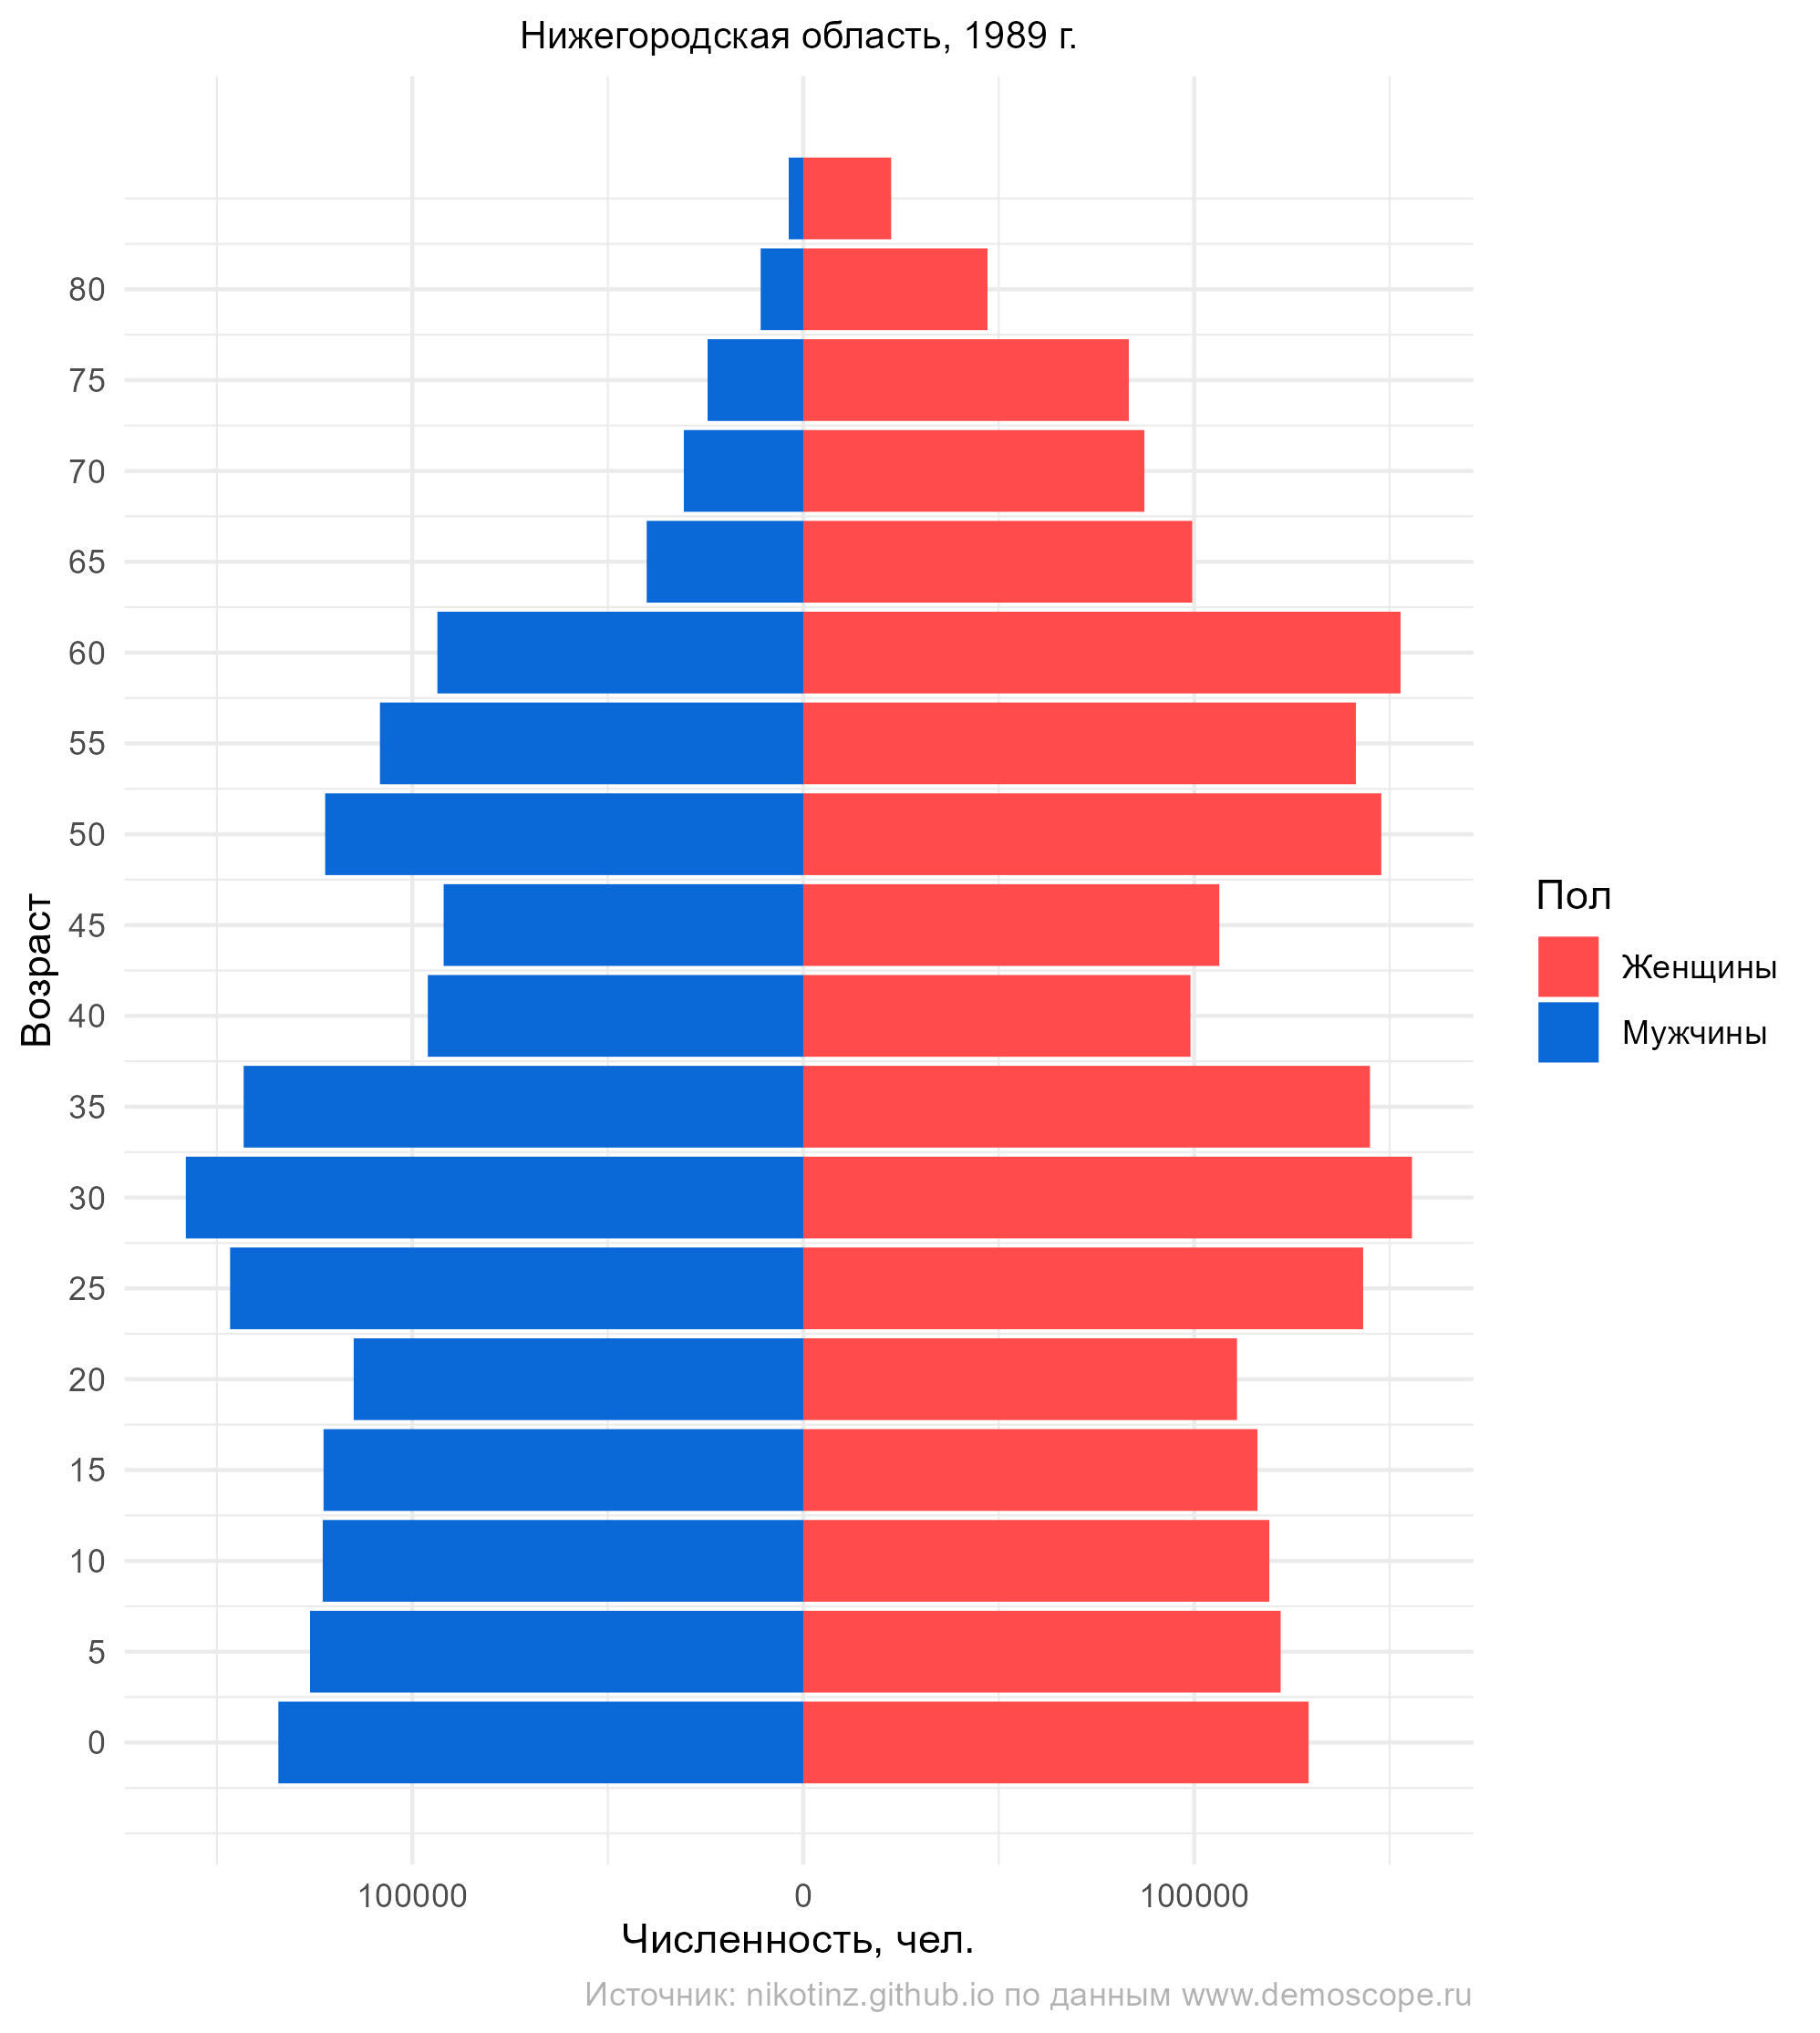 Нижегородская область, 1989 г.
80
75
70
65
60
55
50
45
40
35
30
25
20
15
10
5
0
Возраст
100000 0 100000
Численность, чел.
Пол
Женщины
Мужчины
Источник: nikotinz.github.io по данным www.demoscope.ru